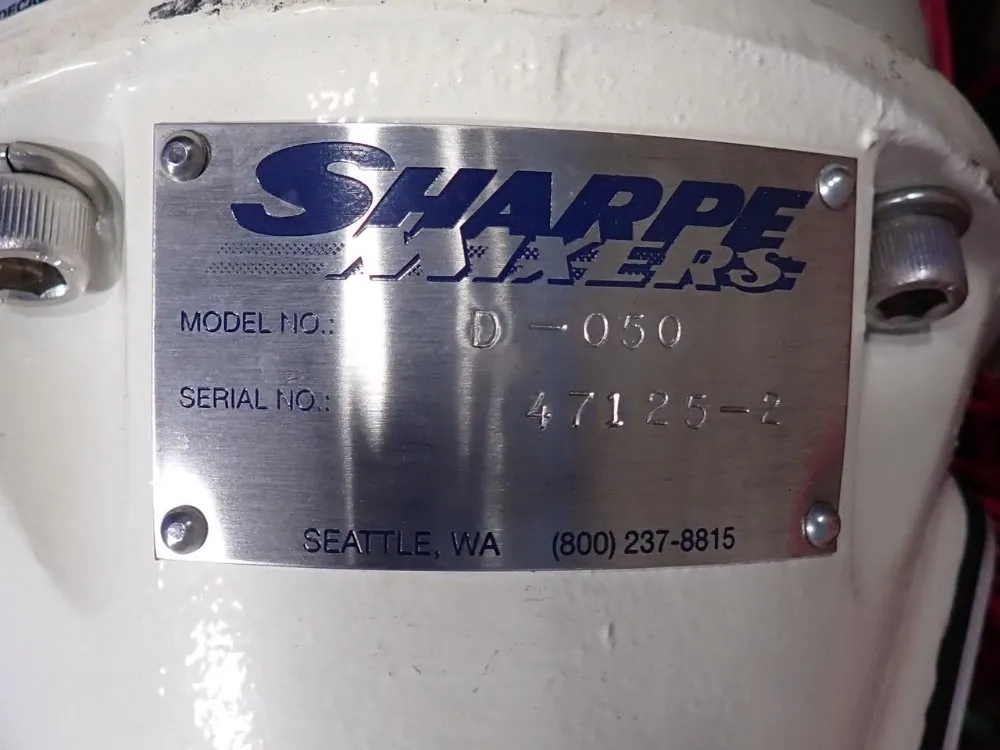 SHARPE
MIXERS
MODEL NO.: D-050
SERIAL NO.: 47125-2
SEATTLE, WA (800) 237-8815